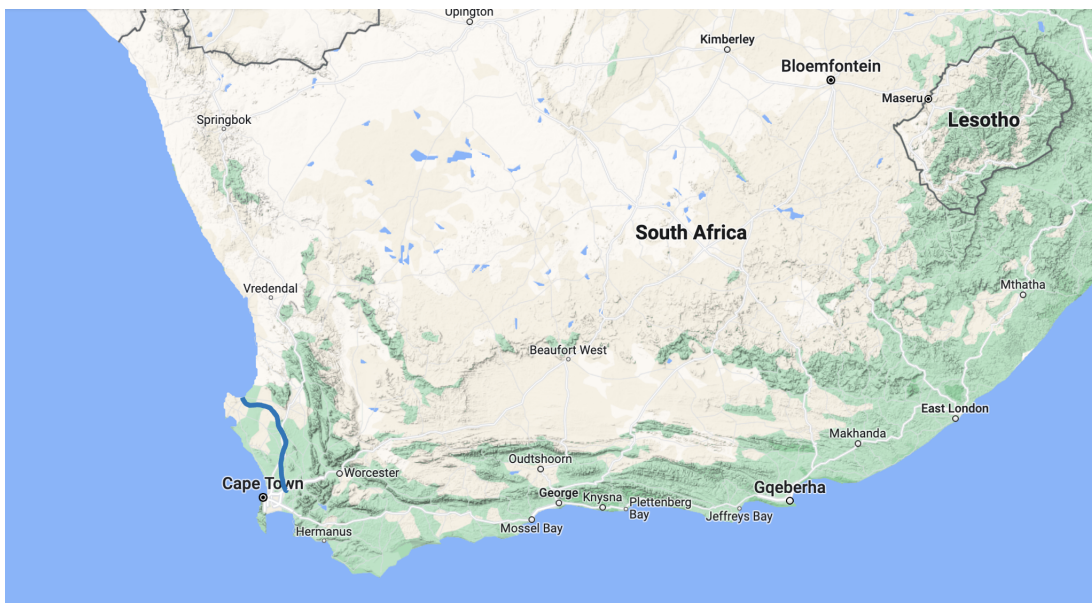 Upington
Kimberley
Bloemfontein
Maseru
Lesotho
Springbok
South Africa
Vredendal
Mthatha
Beaufort West
East London
Makhanda
Oudtshoorn
Worcester
Cape Town
Gqeberha
George
Knysna
Plettenberg
Bay
Jeffreys Bay
Mossel Bay
Hermanus